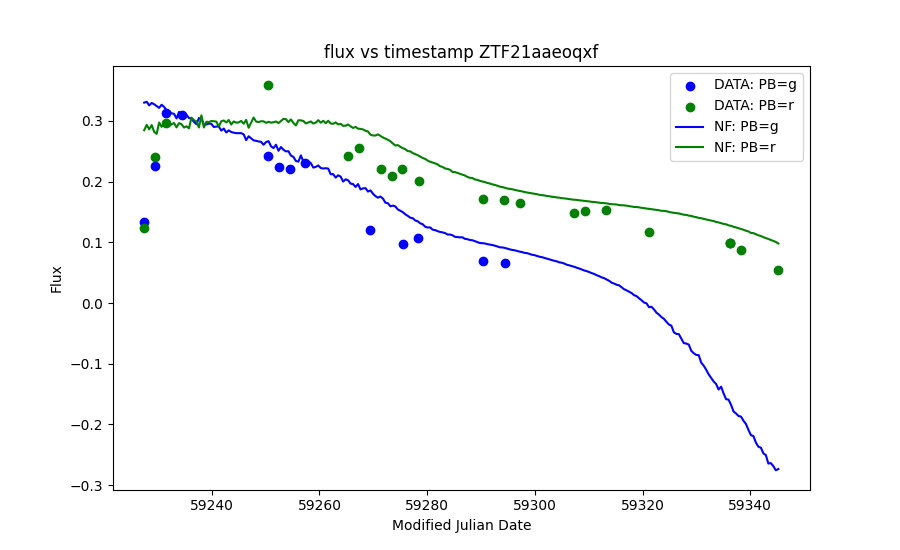 flux vs timestamp ZTF21aaeoqxf
DATA: PB=g
DATA: PB=r
NF: PB=g
NF: PB=r
0.3
0.2
0.1
0.0
−0.1
−0.2
−0.3
Flux
59240 59260 59280 59300 59320 59340
Modified Julian Date